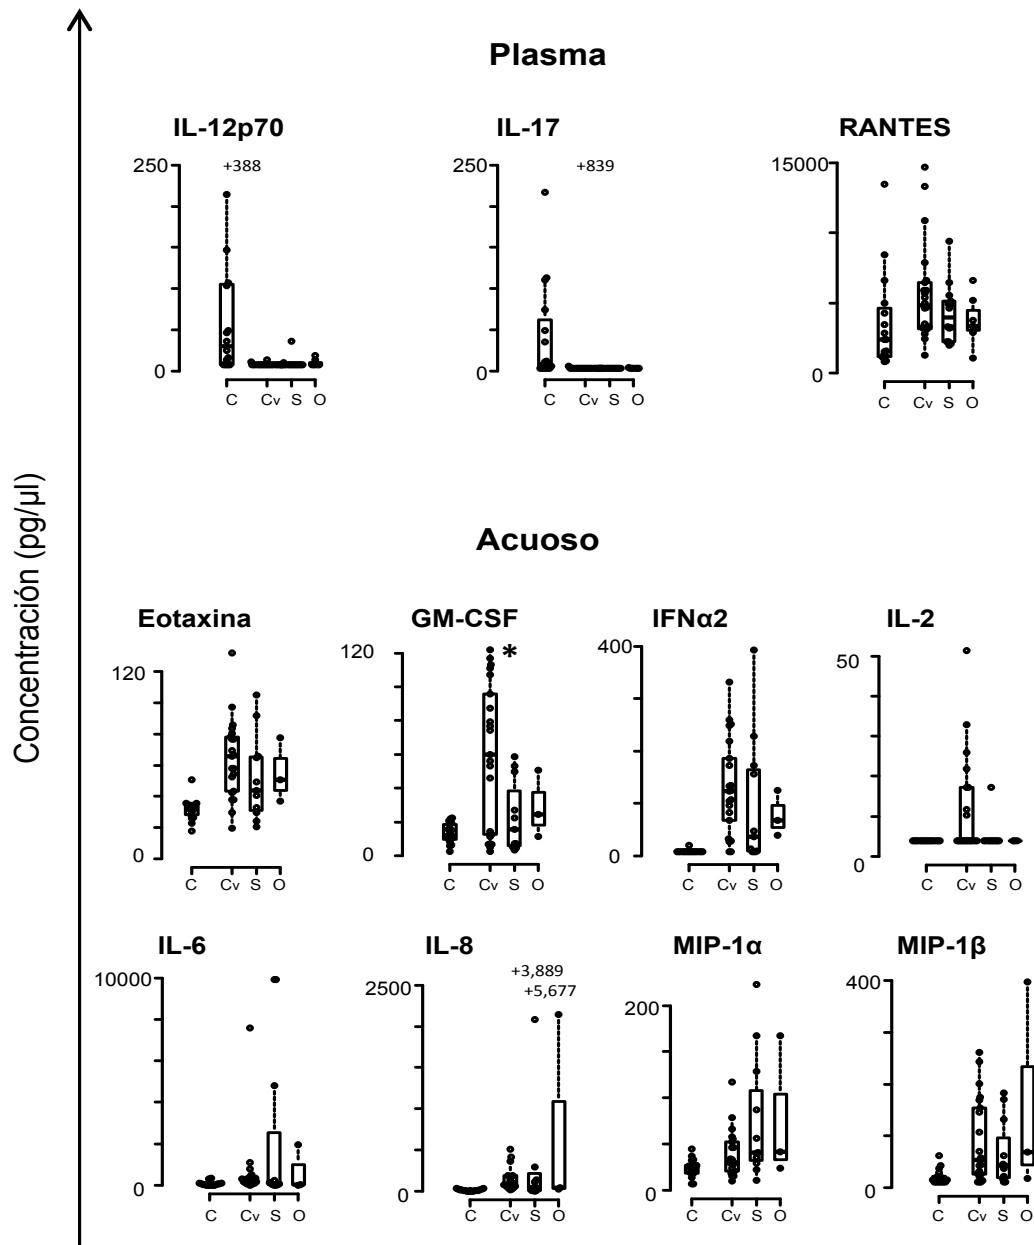 Plasma
IL-12p70 IL-17 RANTES
250 +388 250 +839 15000
0 0 0
C Cv S O C Cv S O C Cv S O
Concentración (pg/µl)
Acuoso
Eotaxina GM-CSF IFNα2 IL-2
120 120 * 400 50
0 0 0 0
C Cv S O C Cv S O C Cv S O C Cv S O
IL-6 IL-8 MIP-1α MIP-1β
+3,889
10000 2500 +5,677 200 400
0 0 0 0
C Cv S O C Cv S O C Cv S O C Cv S O